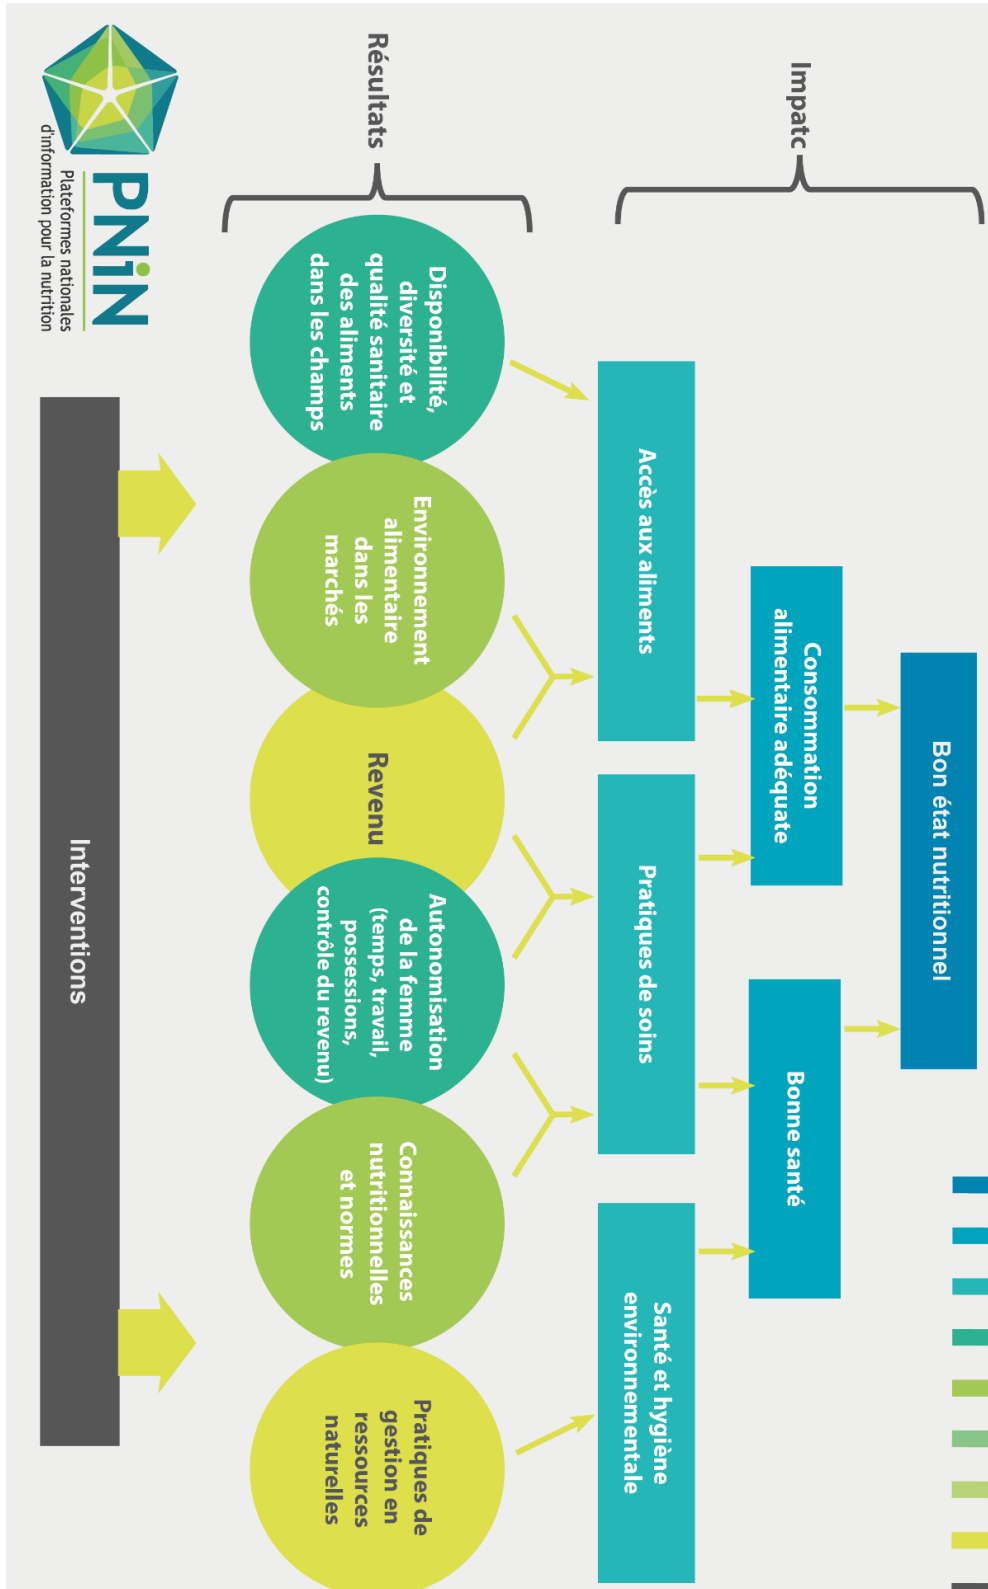 Bon état nutritionnel
Impatc
Consommation
alimentaire adéquate
Bonne santé
Accès aux aliments
Pratiques de soins
Santé et hygiène
environnementale
Résultats
Disponibilité,
diversité et
qualité sanitaire
des aliments
dans les champs
Environnement
alimentaire
dans les
marchés
Revenu
Autonomisation
de la femme
(temps, travail,
possessions,
contrôle du revenu)
Connaissances
nutritionnelles
et normes
Pratiques de
gestion en
ressources
naturelles
Interventions
PNiN
Plateformes nationales
d'information pour la nutrition